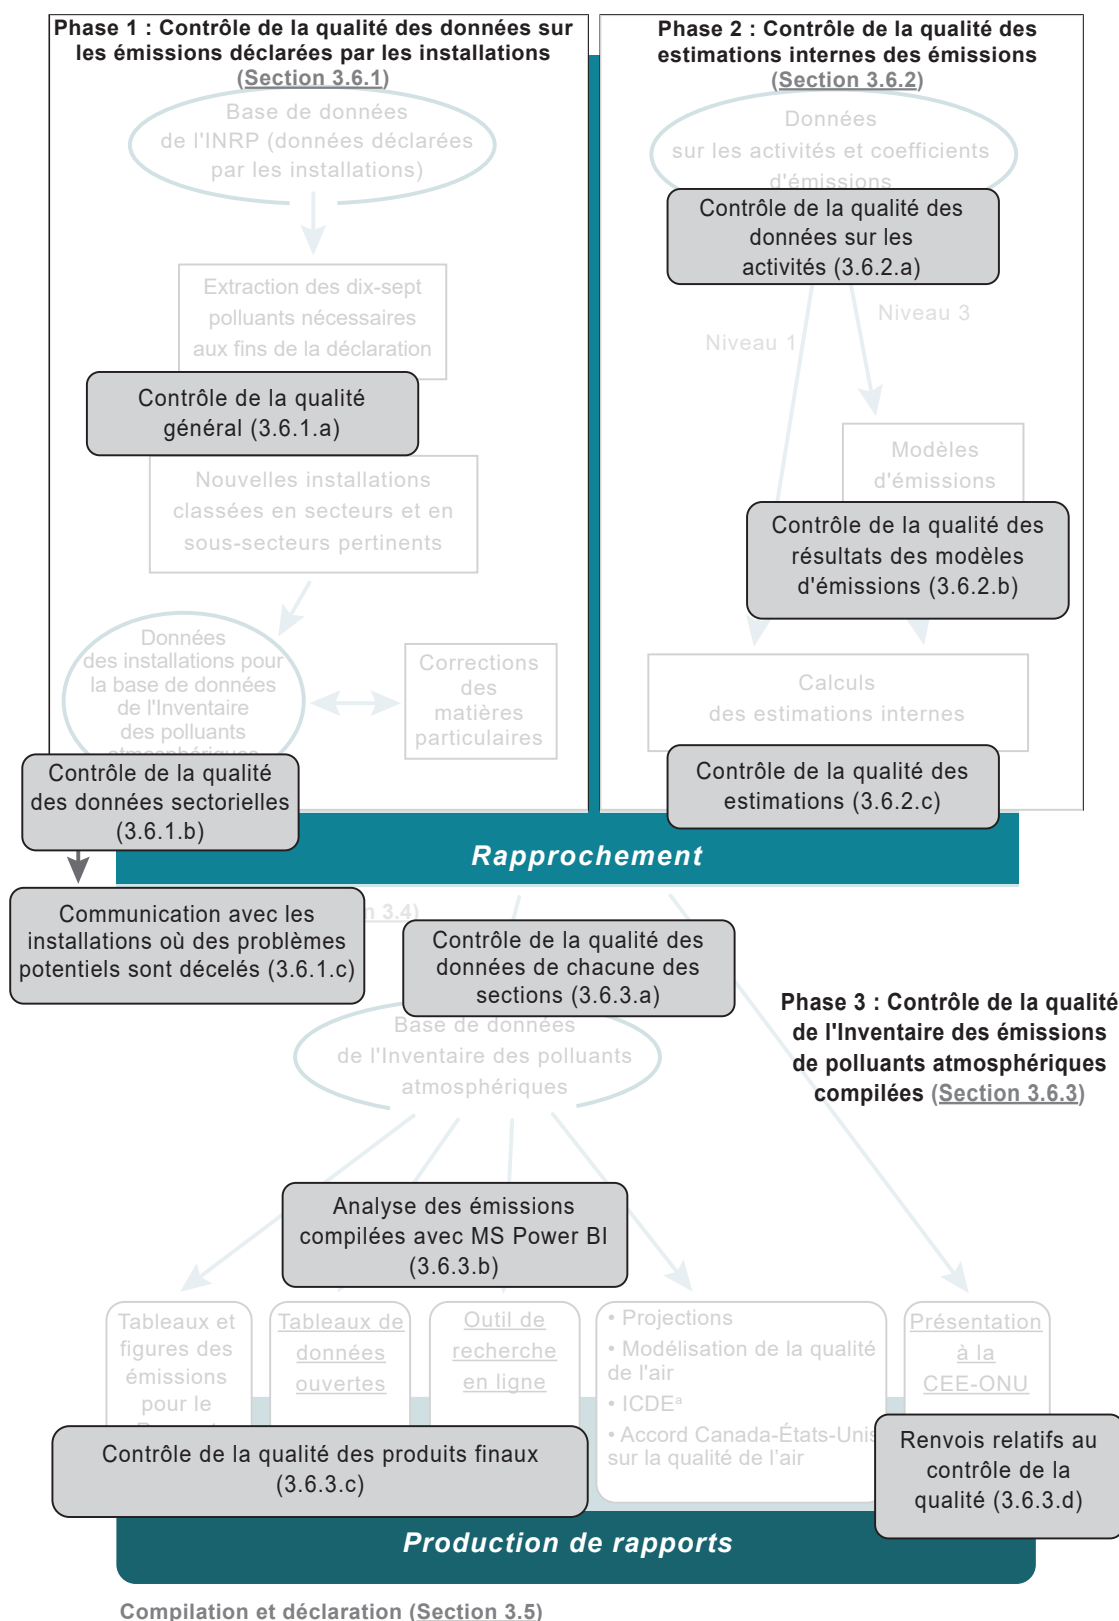 Phase 1 : Contrôle de la qualité des données sur
les émissions déclarées par les installations
(Section 3.6.1)
Base de données
de l'INRP (données déclarées
par les installations)
Extraction des dix-sept
polluants nécessaires
aux fins de la déclaration
Contrôle de la qualité
général (3.6.1.a)
Nouvelles installations
classées en secteurs et en
sous-secteurs pertinents
Données
des installations pour
la base de données
de l'Inventaire
des polluants
atmosphériques
Corrections
des
matières
particulaires
Contrôle de la qualité
des données sectorielles
(3.6.1.b)
Communication avec les
installations où des problèmes
potentiels sont décelés (3.6.1.c)
Phase 2 : Contrôle de la qualité des
estimations internes des émissions
(Section 3.6.2)
Données
sur les activités et coefficients
d'émissions
Contrôle de la qualité des
données sur les
activités (3.6.2.a)
Niveau 3
Niveau 1
Modèles
d'émissions
Contrôle de la qualité des
résultats des modèles
d'émissions (3.6.2.b)
Calculs
des estimations internes
Contrôle de la qualité des
estimations (3.6.2.c)
Rapprochement
n 3.4)
Contrôle de la qualité des
données de chacune des
sections (3.6.3.a)
Phase 3 : Contrôle de la qualité
de l'Inventaire des émissions
de polluants atmosphériques
compilées (Section 3.6.3)
Base de données
de l'Inventaire des polluants
atmosphériques
Analyse des émissions
compilées avec MS Power BI
(3.6.3.b)
Tableaux et
figures des
émissions
pour le
Tableaux de
données
ouvertes
Outil de
recherche
en ligne
• Projections
• Modélisation de la qualité
de l'air
• ICDEᵃ
• Accord Canada-États-Unis
sur la qualité de l'air
Présentation
à la
CEE-ONU
Contrôle de la qualité des produits finaux
(3.6.3.c)
Renvois relatifs au
contrôle de la
qualité (3.6.3.d)
Production de rapports
Compilation et déclaration (Section 3.5)